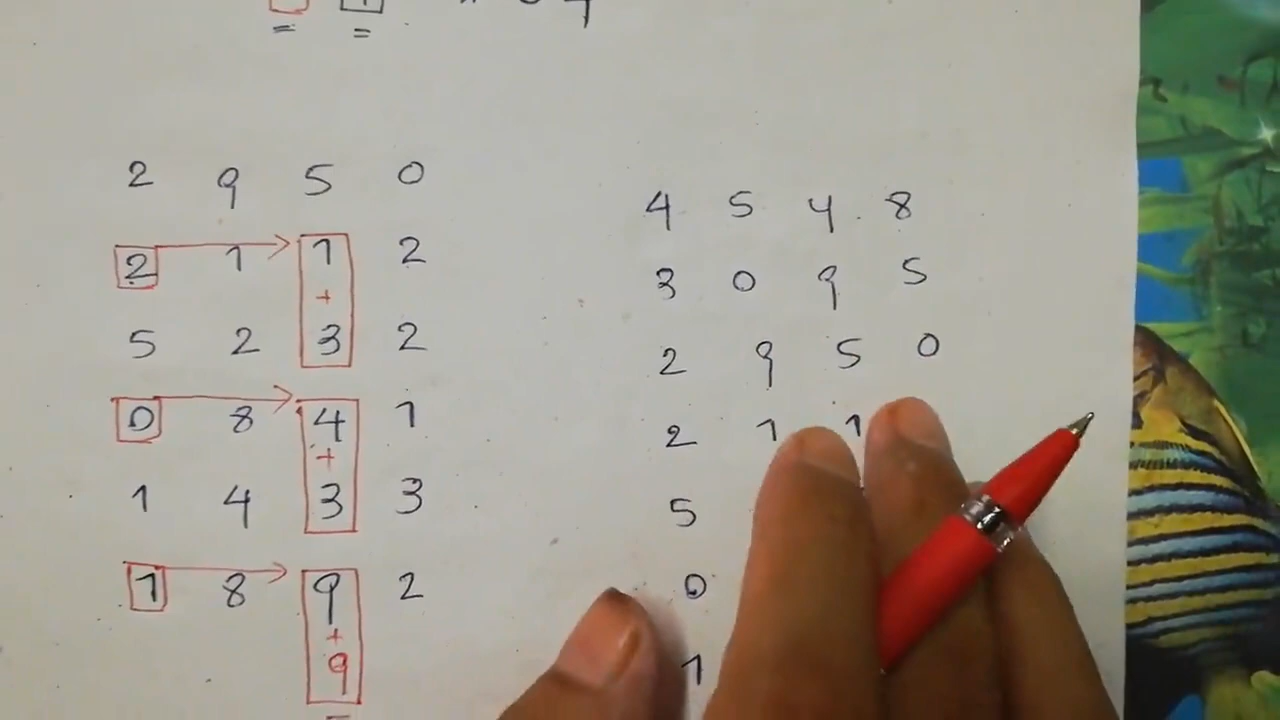 = =
2 9 5 0
2 1 1 2
+
5 2 3 2
0 8 4 1
+
1 4 3 3
1 8 9 2
+
9
4 5 4 8
3 0 9 5
2 9 5 0
2 1 1
5
0
1